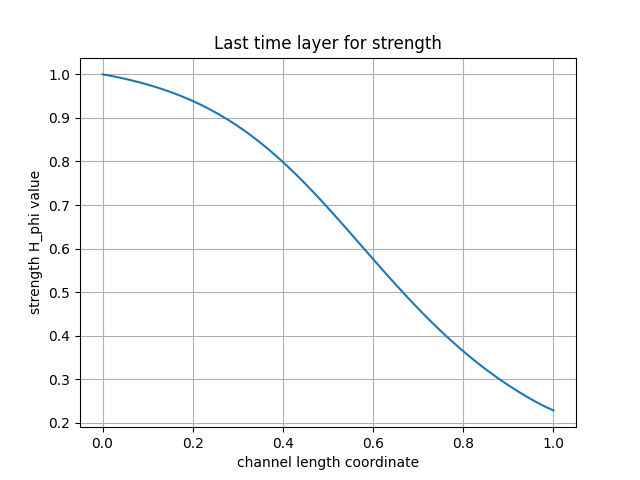 Last time layer for strength
strength H_phi value
1.0
0.9
0.8
0.7
0.6
0.5
0.4
0.3
0.2
0.0 0.2 0.4 0.6 0.8 1.0
channel length coordinate